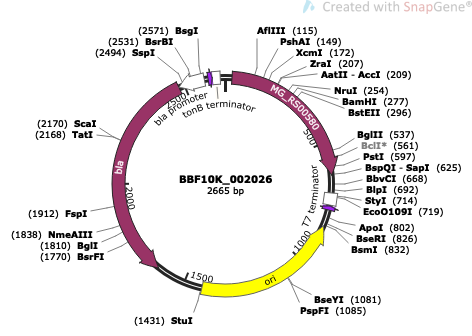 Created with SnapGene®
(2571) BsgI
(2531) BsrBI
(2494) SspI
AflIII (115)
PshAI (149)
XcmI (172)
ZraI (207)
AatII - AccI (209)
NruI (254)
BamHI (277)
BstEII (296)
BglII (537)
BclI* (561)
PstI (597)
BspQI - SapI (625)
BbvCI (668)
BlpI (692)
StyI (714)
EcoO109I (719)
ApoI (802)
BseRI (826)
BsmI (832)
BseYI (1081)
PspFI (1085)
(1431) StuI
(1770) BsrFI
(1810) BglI
(1838) NmeAIII
(1912) FspI
(2168) TatI
(2170) ScaI
bla promoter
tonB terminator
MG_RS00580
T7 terminator
ori
bla
500
1000
1500
2000
2500
BBF10K_002026
2665 bp